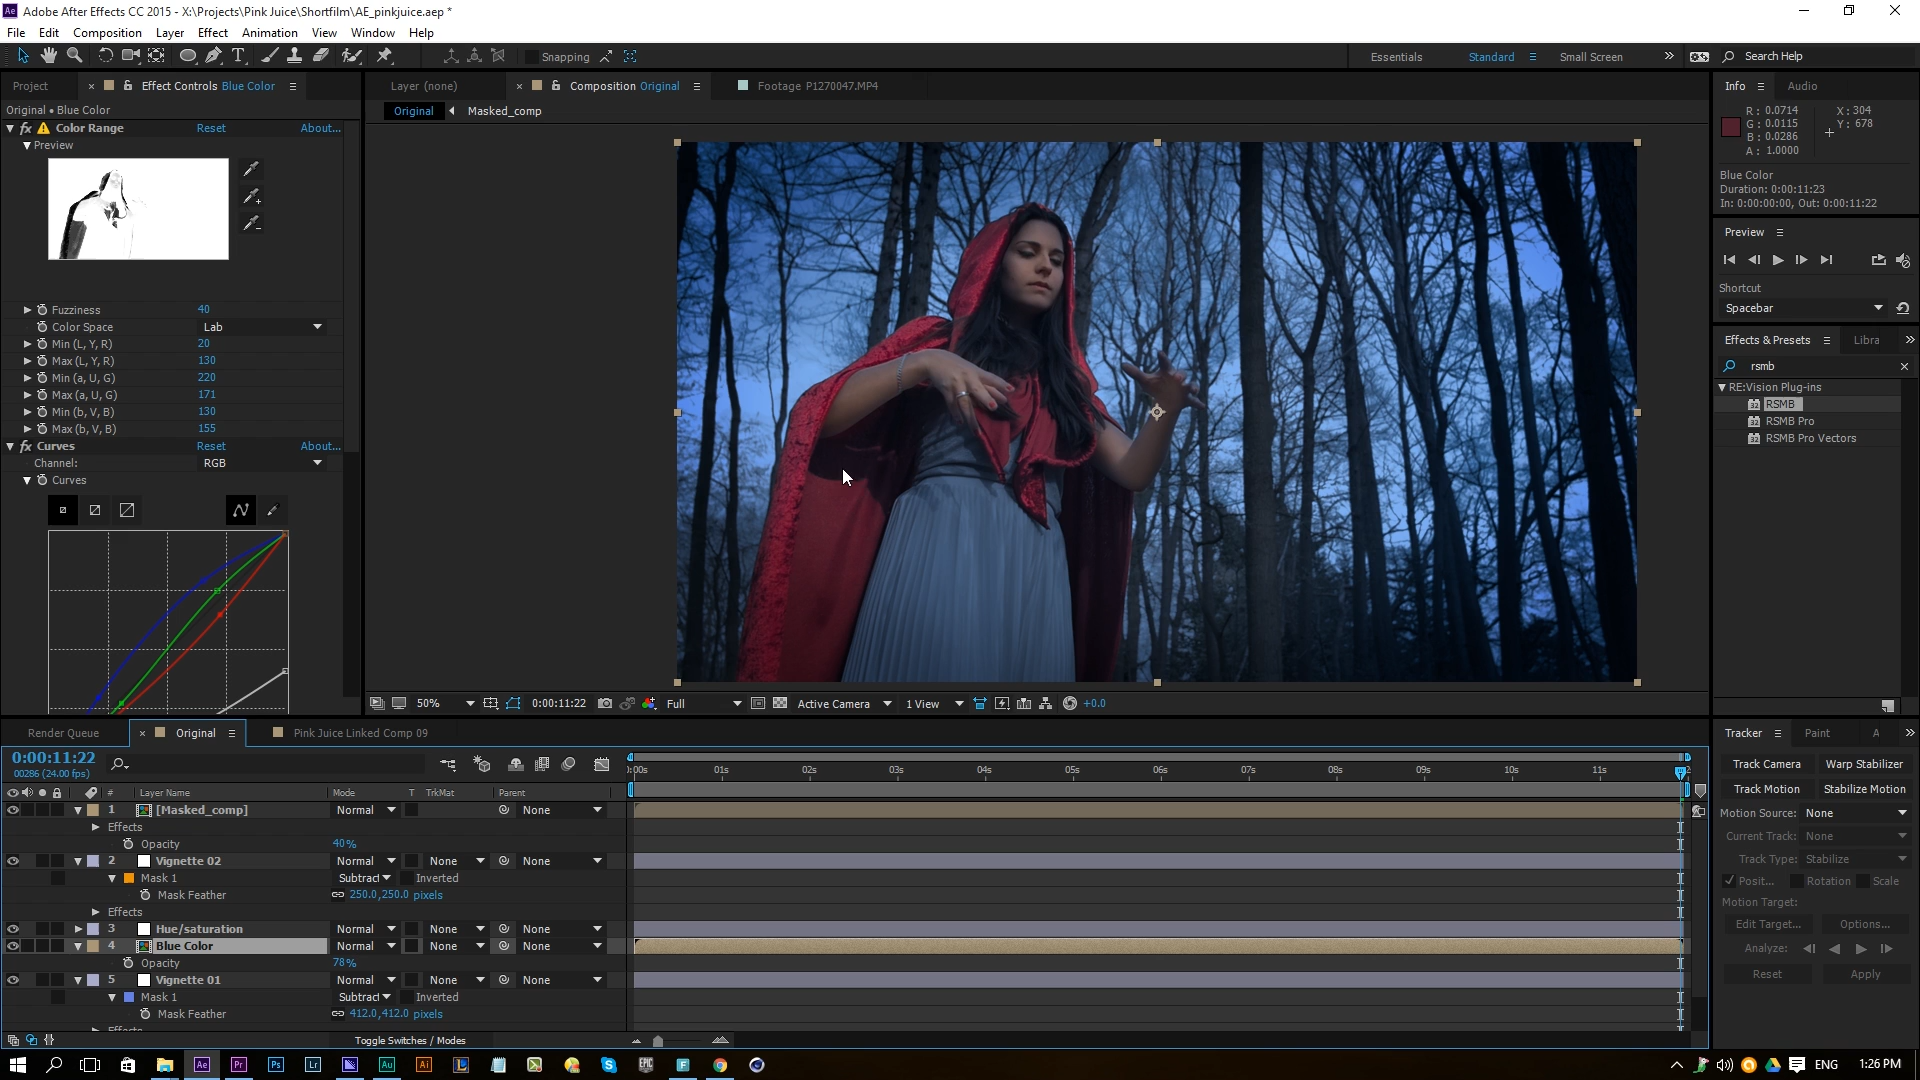 Adobe After Effects CC 2015 - X:\Projects\Pink Juice\Shortfilm\AE_pinkjuice.aep *
File Edit Composition Layer Effect Animation View Window Help
Snapping Essentials Standard Small Screen Search Help
Project Effect Controls Blue Color Layer (none) Composition Original Footage P1270047.MP4 Info Audio
Original • Blue Color
Original Masked_comp
R: 0.0714 X: 304
G: 0.0115 Y: 678
B: 0.0286
A: 1.0000
Blue Color
Duration: 0:00:11:23
In: 0:00:00:00, Out: 0:00:11:22
fx Color Range Reset About...
Preview
Fuzziness 40
Color Space Lab
Min (L, Y, R) 20
Max (L, Y, R) 130
Min (a, U, G) 220
Max (a, U, G) 171
Min (b, V, B) 130
Max (b, V, B) 155
fx Curves Reset About...
Channel: RGB
Curves
Preview
Shortcut
Spacebar
Effects & Presets Libra
rsmb
RE:Vision Plug-ins
RSMB
RSMB Pro
RSMB Pro Vectors
50% 0:00:11:22 Full Active Camera 1 View +0.0
Render Queue Original Pink Juice Linked Comp 09
0:00:11:22
00286 (24.00 fps)
):00s 01s 02s 03s 04s 05s 06s 07s 08s 09s 10s 11s
# Layer Name Mode T TrkMat Parent
1 [Masked_comp] Normal None
Effects
Opacity 40%
2 Vignette 02 Normal None None
Mask 1 Subtract Inverted
Mask Feather 250.0,250.0 pixels
Effects
3 Hue/saturation Normal None None
4 Blue Color Normal None None
Opacity 78%
5 Vignette 01 Normal None None
Mask 1 Subtract Inverted
Mask Feather 412.0,412.0 pixels
Effects
Toggle Switches / Modes
Tracker Paint A
Track Camera Warp Stabilizer
Track Motion Stabilize Motion
Motion Source: None
Current Track: None
Track Type: Stabilize
Posit... Rotation Scale
Motion Target:
Edit Target... Options...
Analyze:
Reset Apply
Ae Pr Ps Lr Au Ai L EPIC F ENG 1:26 PM